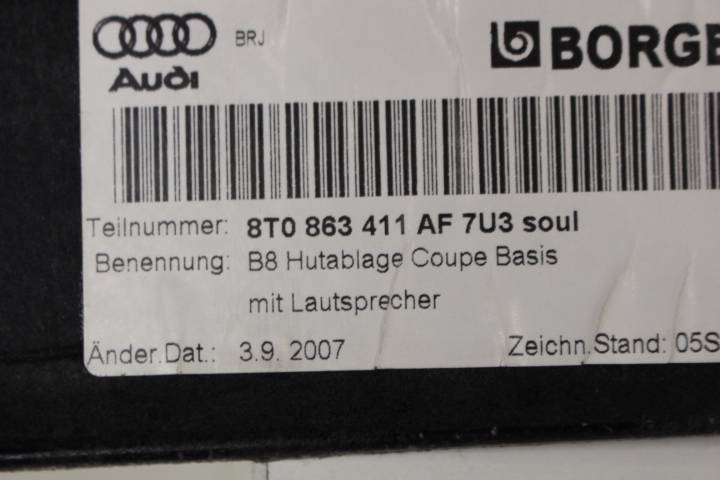 Audi BRJ BORGE
Teilnummer: 8T0 863 411 AF 7U3 soul
Benennung: B8 Hutablage Coupe Basis
mit Lautsprecher
Änder.Dat.: 3.9. 2007 Zeichn.Stand: 05S